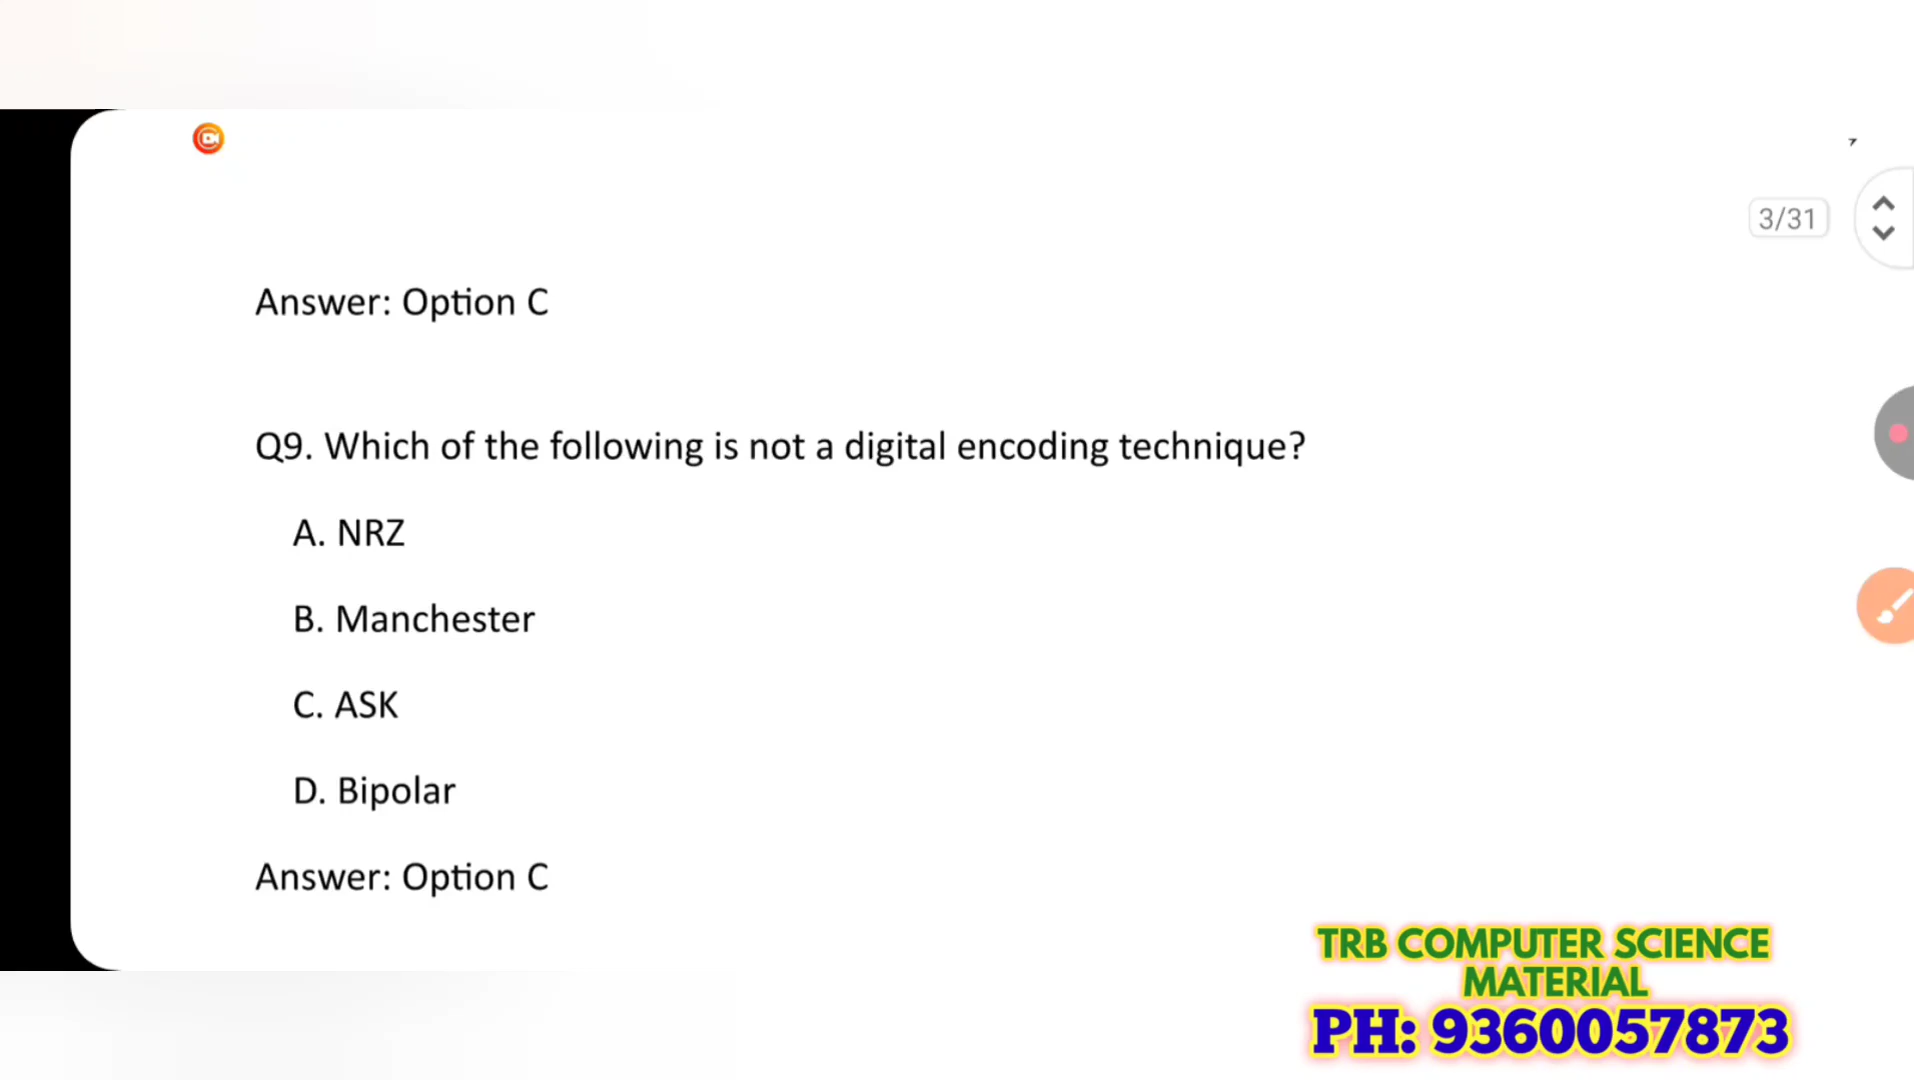 3/31
Answer: Option C
Q9. Which of the following is not a digital encoding technique?
A. NRZ
B. Manchester
C. ASK
D. Bipolar
Answer: Option C
TRB COMPUTER SCIENCE
MATERIAL
PH: 9360057873